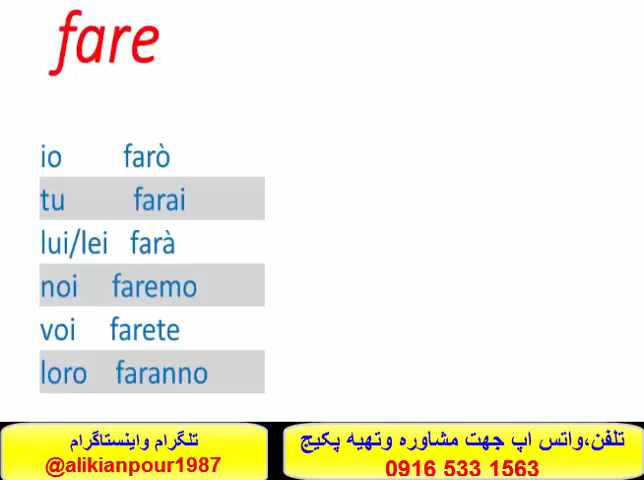 fare
io farò
tu farai
lui/lei farà
noi faremo
voi farete
loro faranno
تلگرام واینستاگرام
@alikianpour1987
تلفن،واتس اپ جهت مشاوره وتهیه پکیج
0916 533 1563